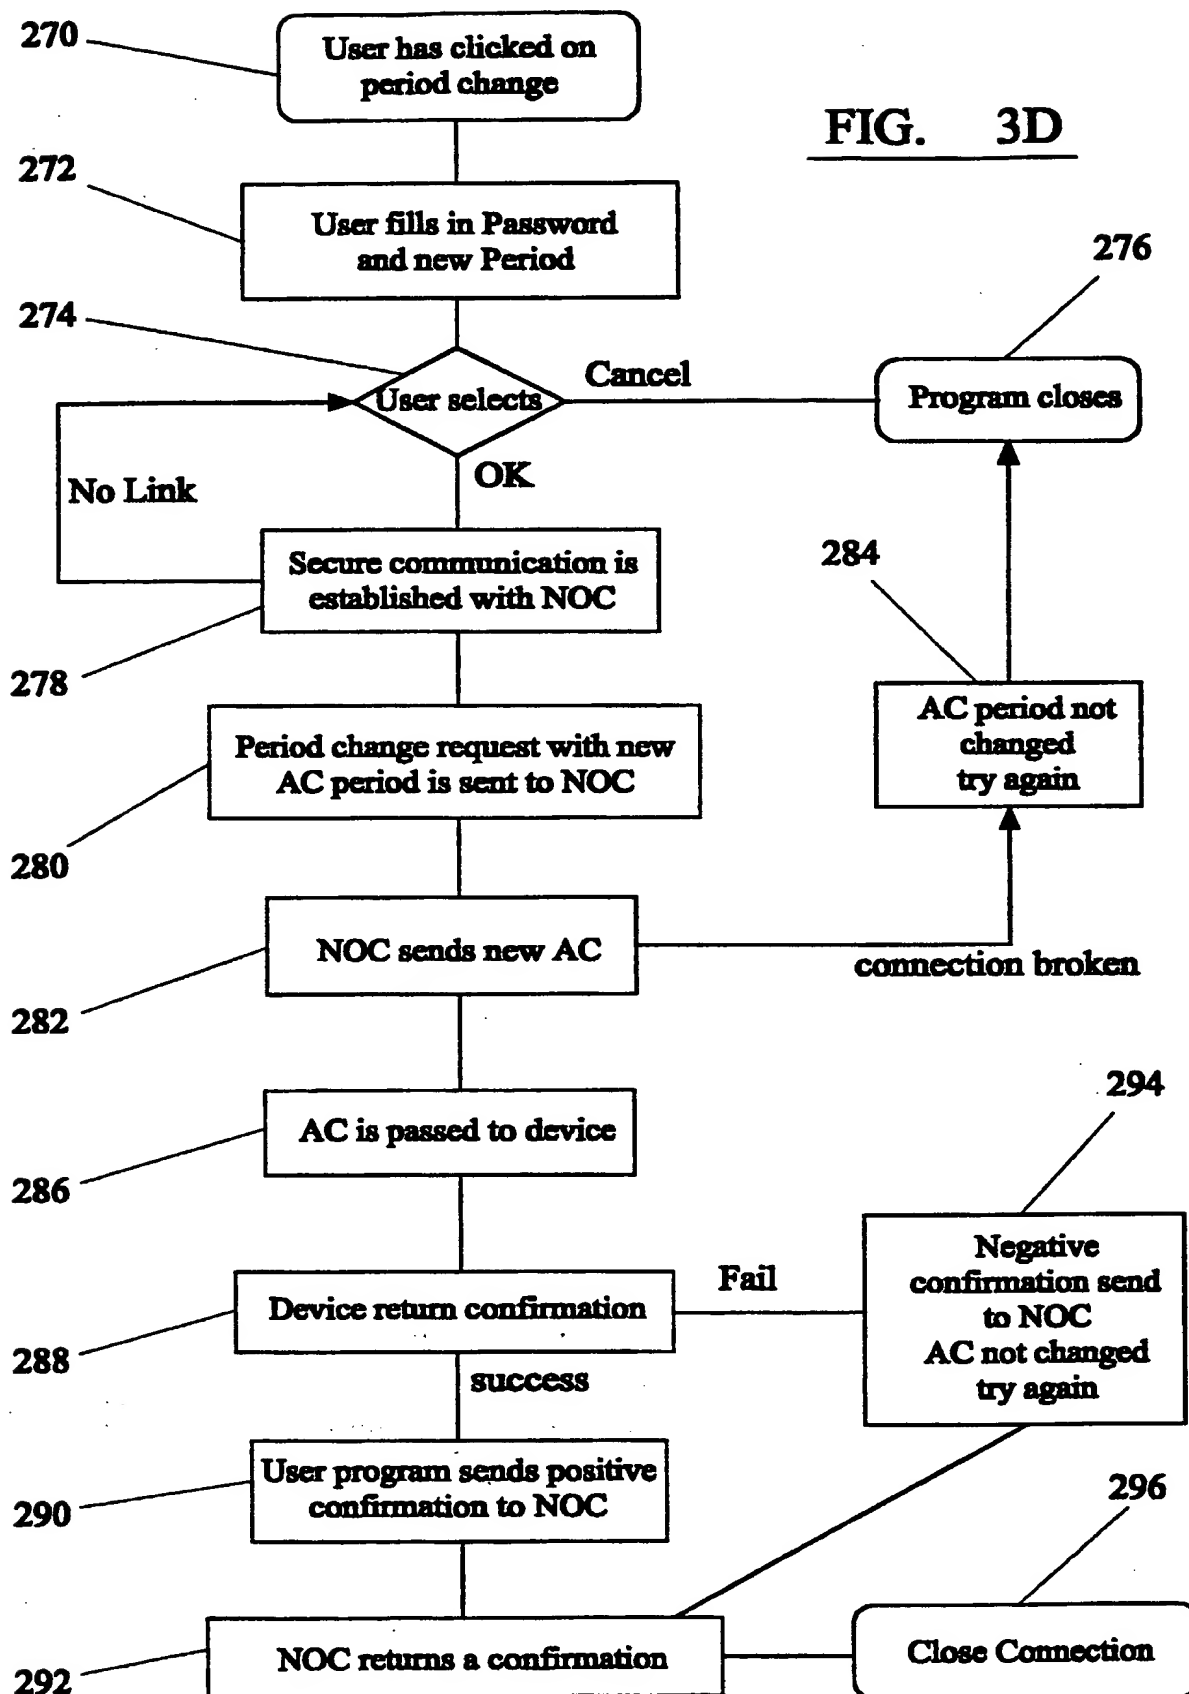 270
User has clicked on
period change
FIG. 3D
272
User fills in Password
and new Period
276
274
User selects
Cancel
Program closes
No Link
OK
284
Secure communication is
established with NOC
278
AC period not
changed
try again
Period change request with new
AC period is sent to NOC
280
NOC sends new AC
connection broken
282
294
AC is passed to device
286
Negative
confirmation send
to NOC
AC not changed
try again
Fail
Device return confirmation
288
success
User program sends positive
confirmation to NOC
290
296
NOC returns a confirmation
Close Connection
292